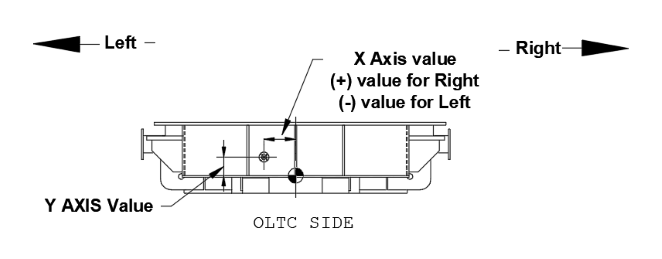 Left
Right
X Axis value
(+) value for Right
(-) value for Left
Y AXIS Value
OLTC SIDE